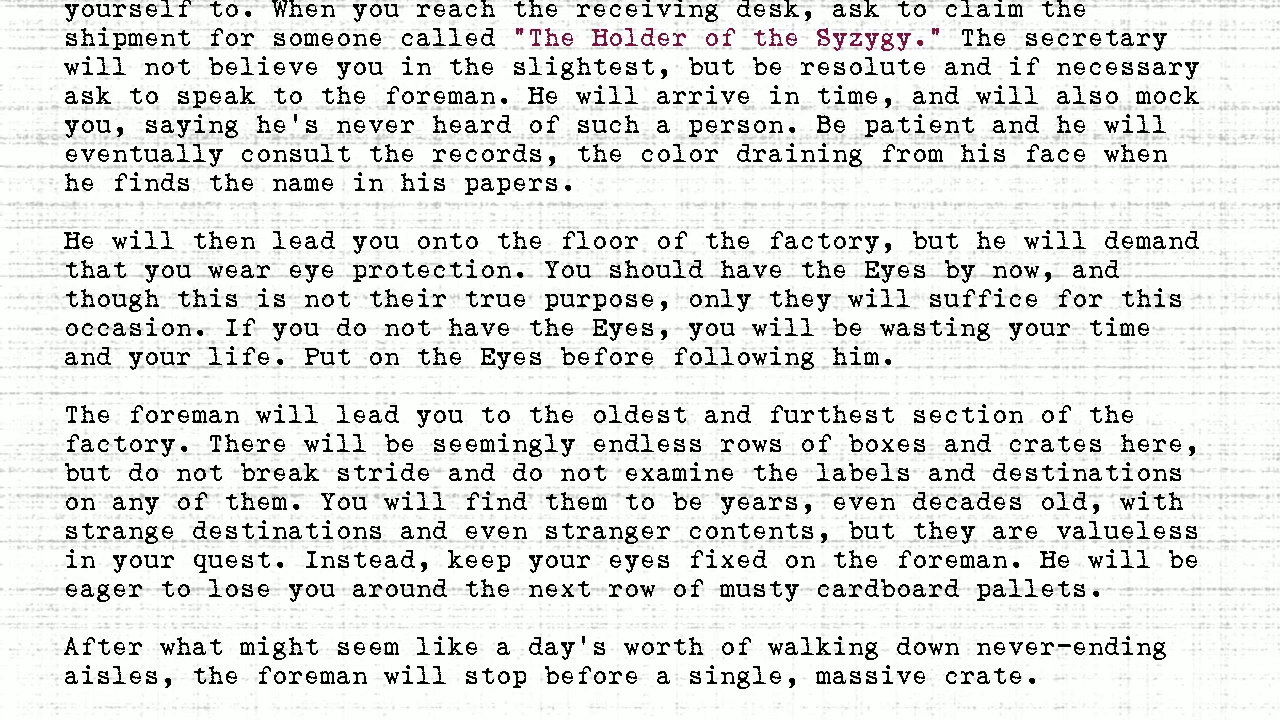 yourself to. When you reach the receiving desk, ask to claim the
shipment for someone called "The Holder of the Syzygy." The secretary
will not believe you in the slightest, but be resolute and if necessary
ask to speak to the foreman. He will arrive in time, and will also mock
you, saying he's never heard of such a person. Be patient and he will
eventually consult the records, the color draining from his face when
he finds the name in his papers.
He will then lead you onto the floor of the factory, but he will demand
that you wear eye protection. You should have the Eyes by now, and
though this is not their true purpose, only they will suffice for this
occasion. If you do not have the Eyes, you will be wasting your time
and your life. Put on the Eyes before following him.
The foreman will lead you to the oldest and furthest section of the
factory. There will be seemingly endless rows of boxes and crates here,
but do not break stride and do not examine the labels and destinations
on any of them. You will find them to be years, even decades old, with
strange destinations and even stranger contents, but they are valueless
in your quest. Instead, keep your eyes fixed on the foreman. He will be
eager to lose you around the next row of musty cardboard pallets.
After what might seem like a day's worth of walking down never-ending
aisles, the foreman will stop before a single, massive crate.